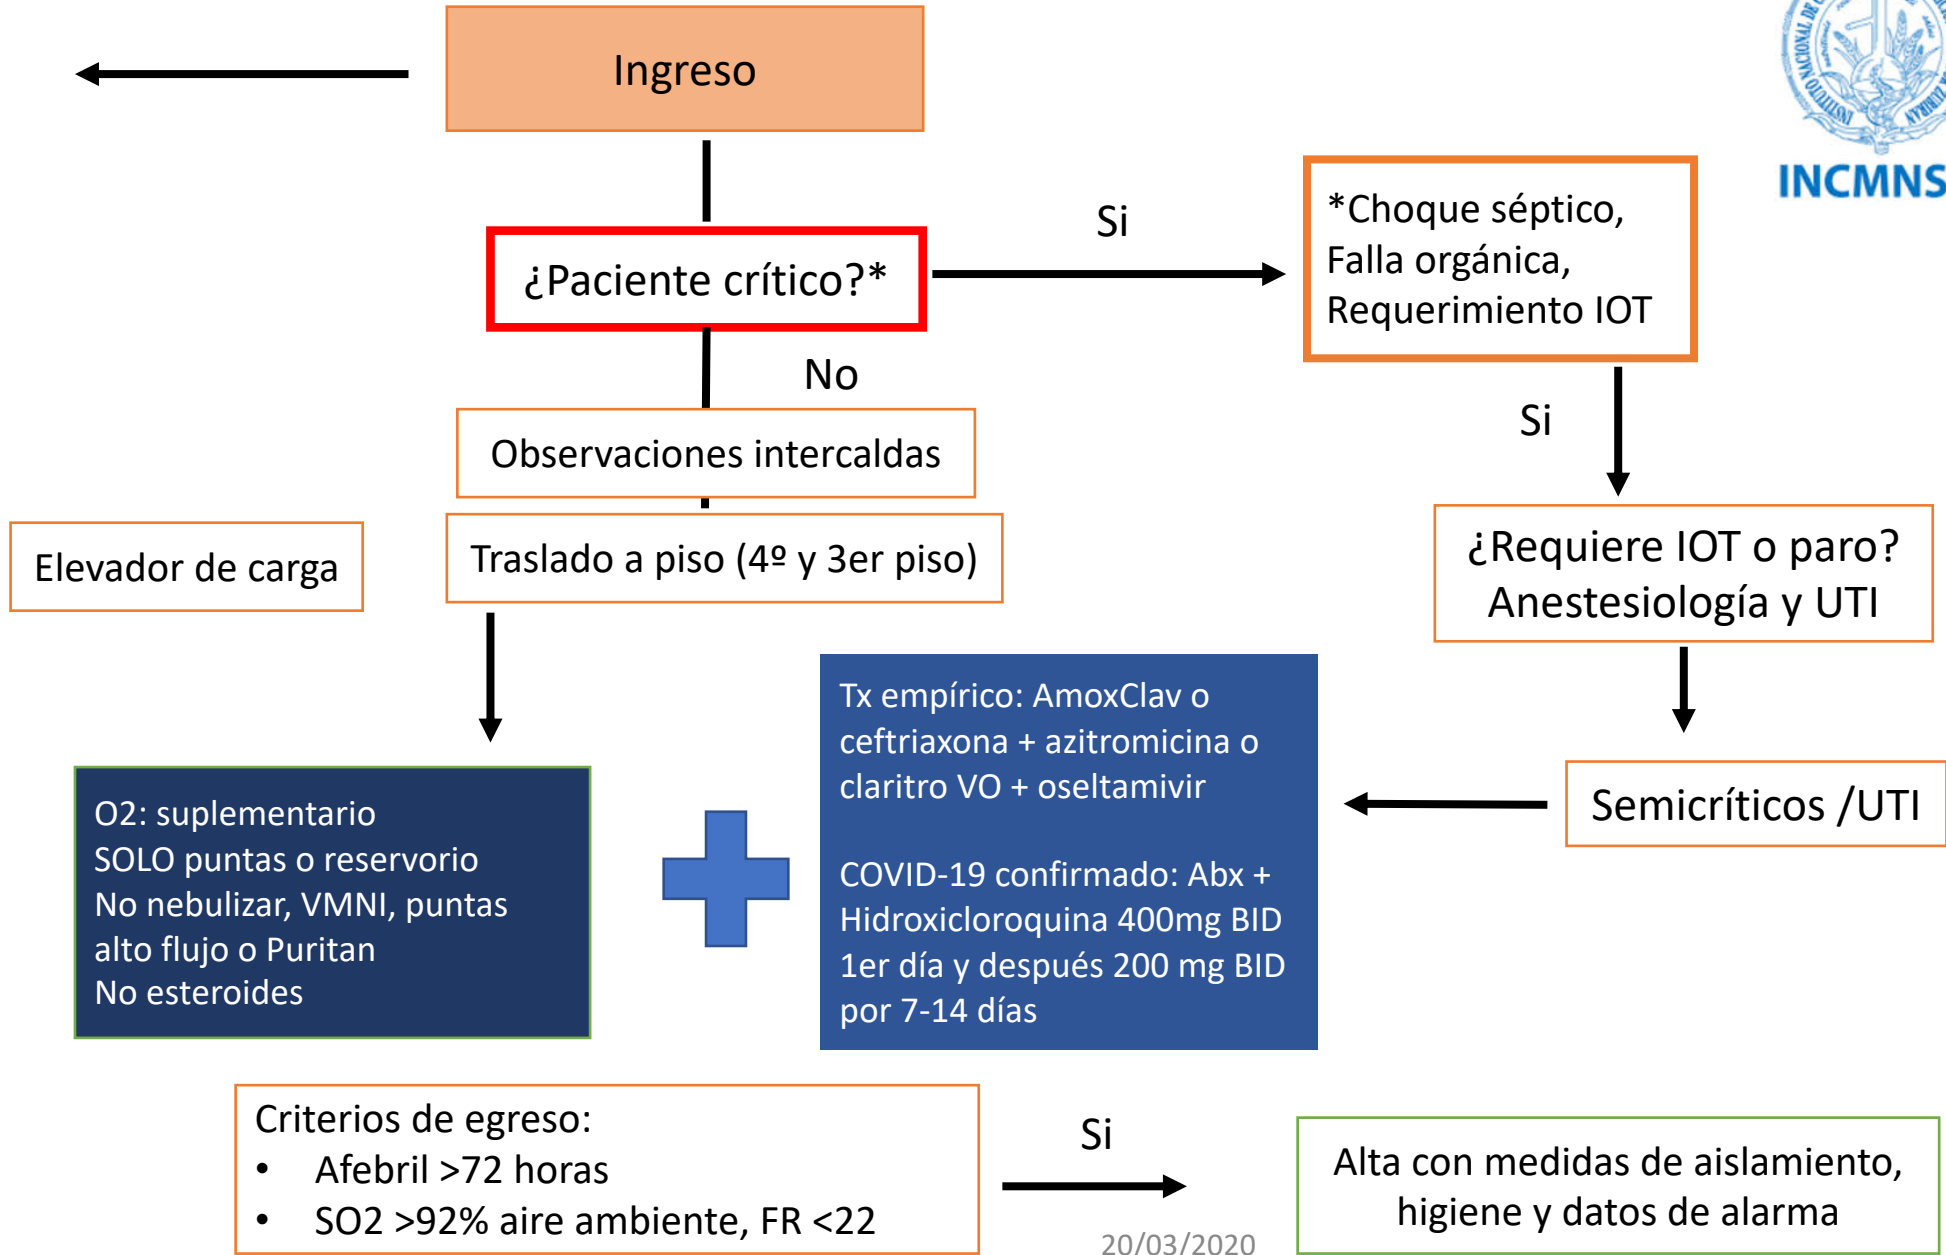 Ingreso
INSTITUTO NACIONAL DE
ZUBIRÁN
INCMNS
¿Paciente crítico?*
Si
*Choque séptico,
Falla orgánica,
Requerimiento IOT
No
Si
Observaciones intercaldas
Elevador de carga
Traslado a piso (4º y 3er piso)
¿Requiere IOT o paro?
Anestesiología y UTI
O2: suplementario
SOLO puntas o reservorio
No nebulizar, VMNI, puntas
alto flujo o Puritan
No esteroides
Tx empírico: AmoxClav o
ceftriaxona + azitromicina o
claritro VO + oseltamivir
COVID-19 confirmado: Abx +
Hidroxicloroquina 400mg BID
1er día y después 200 mg BID
por 7-14 días
Semicríticos /UTI
Criterios de egreso:
• Afebril >72 horas
• SO2 >92% aire ambiente, FR <22
Si
Alta con medidas de aislamiento,
higiene y datos de alarma
20/03/2020